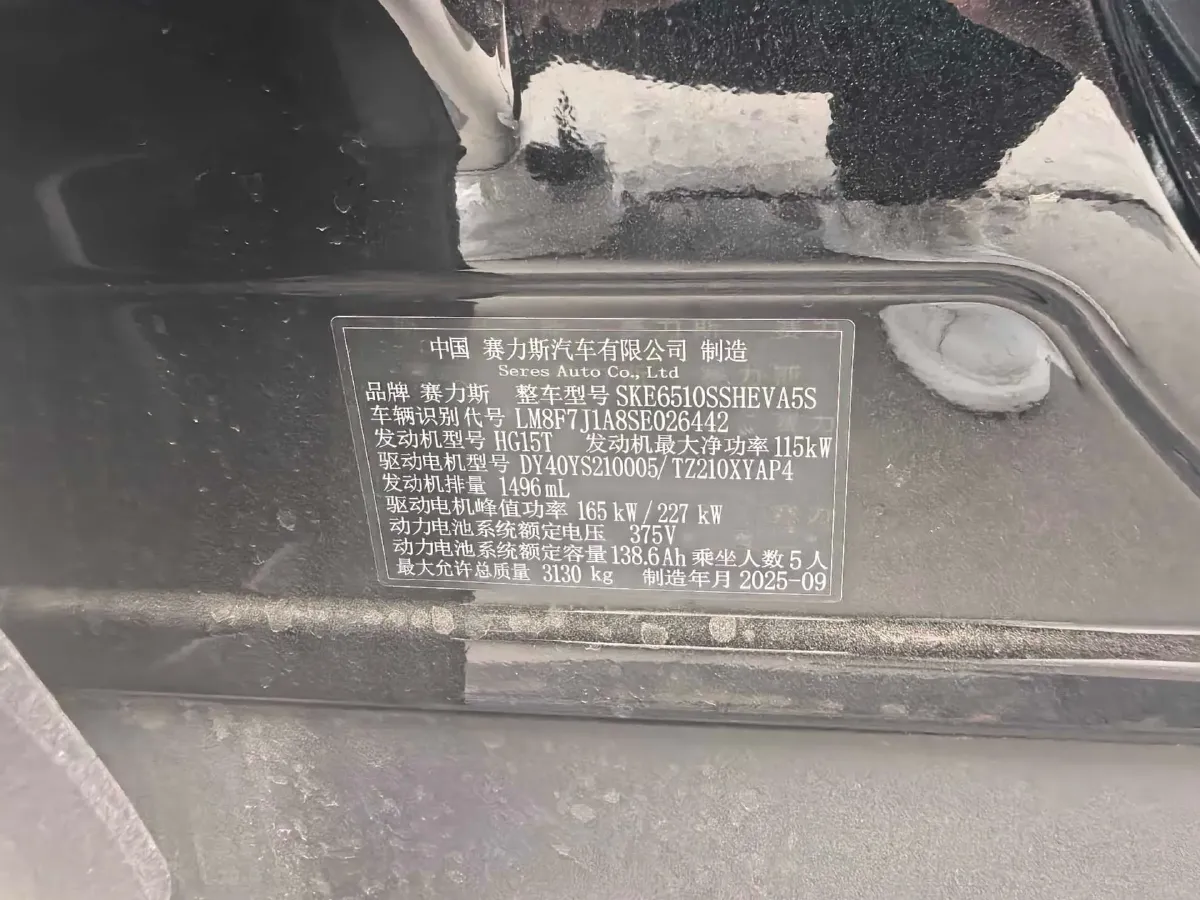 中国 赛力斯汽车有限公司 制造
Seres Auto Co., Ltd
品牌 赛力斯 整车型号 SKE6510SSHEVA5S
车辆识别代号 LM8F7J1A8SE026442
发动机型号 HG15T 发动机最大净功率 115kW
驱动电机型号 DY40YS210005/TZ210XYAP4
发动机排量 1496mL
驱动电机峰值功率 165 kW/227 kW
动力电池系统额定电压 375V
动力电池系统额定容量 138.6Ah 乘坐人数 5 人
最大允许总质量 3130 kg 制造年月 2025-09